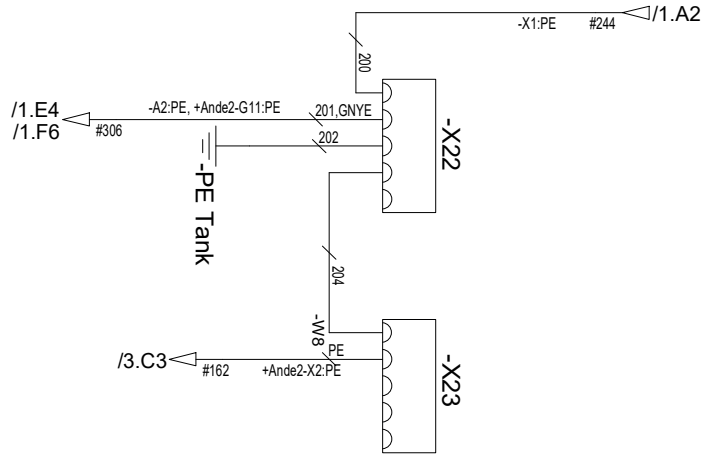 /1.A2
-X1:PE #244
200
/1.E4
/1.F6
-A2:PE, +Ande2-G11:PE
201,GNYE
#306
202
-X22
-PE Tank
204
-W8
PE
/3.C3
#162
+Ande2-X2:PE
-X23